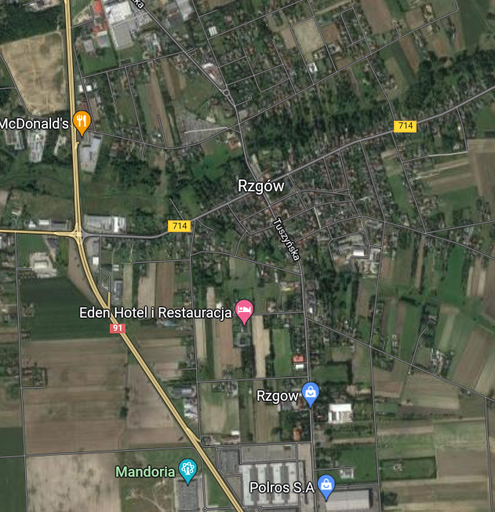 McDonald's
714
Rzgów
714
Tuszyńska
Eden Hotel i Restauracja
91
Rzgow
Mandoria
Polros S.A